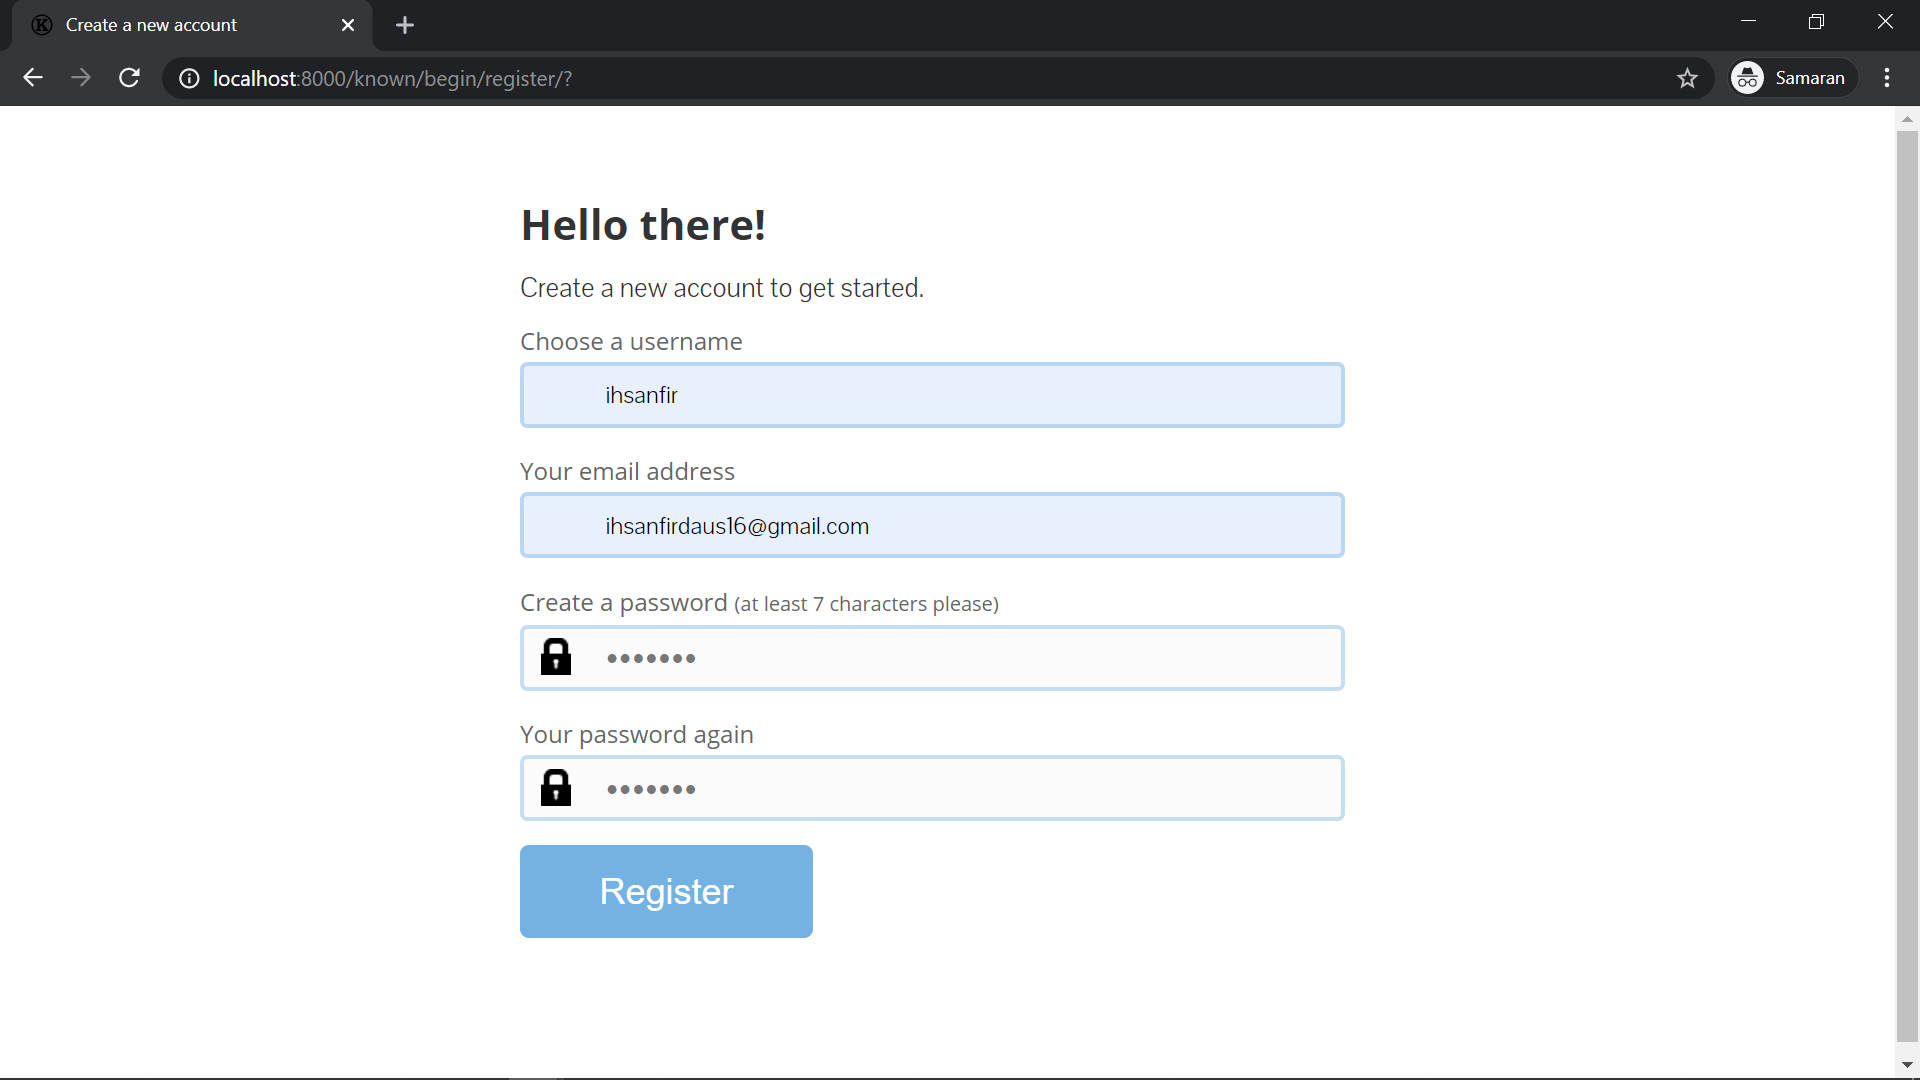 Create a new account
localhost:8000/known/begin/register/?
Samaran
Hello there!
Create a new account to get started.
Choose a username
ihsanfir
Your email address
ihsanfirdaus16@gmail.com
Create a password (at least 7 characters please)
•••••••
Your password again
•••••••
Register